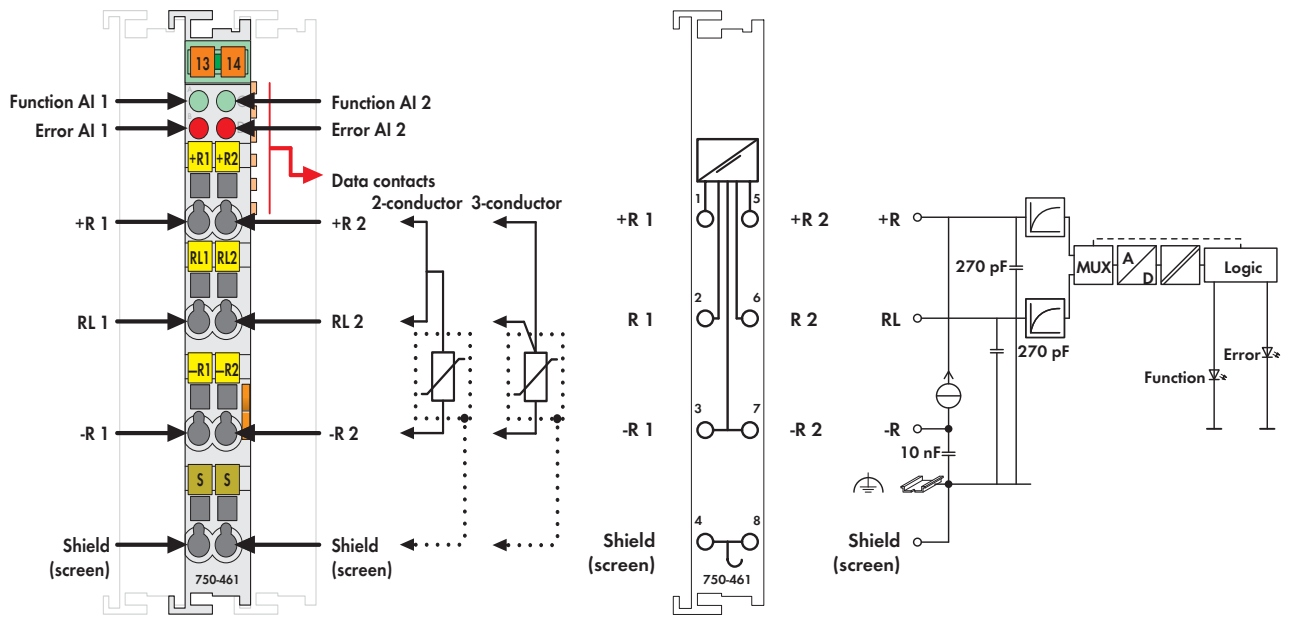 13 14
Function AI 1
Function AI 2
Error AI 1
Error AI 2
+R1 +R2
Data contacts
2-conductor 3-conductor
+R 1
+R 2
RL1 RL2
RL 1
RL 2
–R1 –R2
-R 1
-R 2
S S
Shield
(screen)
Shield
(screen)
750-461
1 5
+R 1
+R 2
2 6
R 1
R 2
3 7
-R 1
-R 2
4 8
Shield
(screen)
750-461
+R
270 pF
MUX
A
D
Logic
RL
270 pF
Error
Function
-R
10 nF
Shield
(screen)